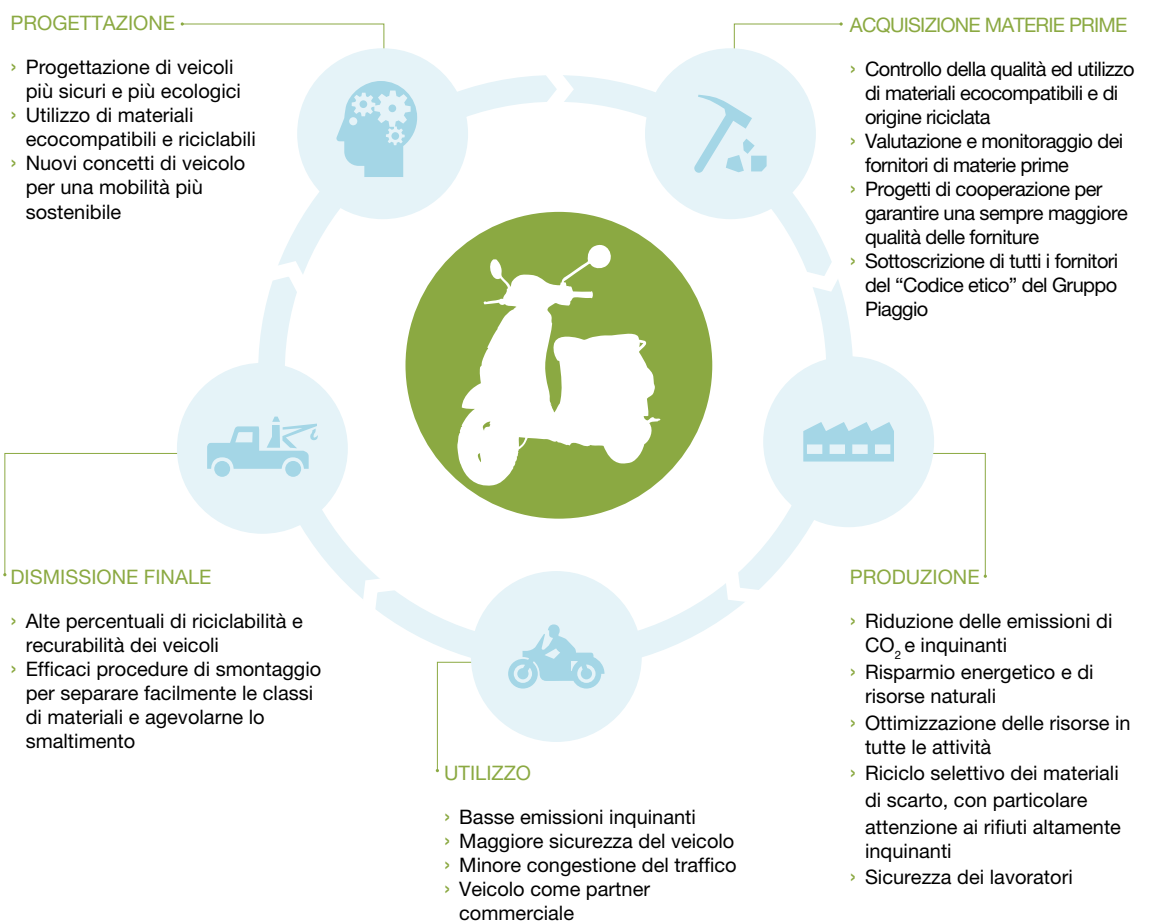 PROGETTAZIONE
› Progettazione di veicoli
più sicuri e più ecologici
› Utilizzo di materiali
ecocompatibili e riciclabili
› Nuovi concetti di veicolo
per una mobilità più
sostenibile
ACQUISIZIONE MATERIE PRIME
› Controllo della qualità ed utilizzo
di materiali ecocompatibili e di
origine riciclata
› Valutazione e monitoraggio dei
fornitori di materie prime
› Progetti di cooperazione per
garantire una sempre maggiore
qualità delle forniture
› Sottoscrizione di tutti i fornitori
del “Codice etico” del Gruppo
Piaggio
PRODUZIONE
› Riduzione delle emissioni di
CO₂ e inquinanti
› Risparmio energetico e di
risorse naturali
› Ottimizzazione delle risorse in
tutte le attività
› Riciclo selettivo dei materiali
di scarto, con particolare
attenzione ai rifiuti altamente
inquinanti
› Sicurezza dei lavoratori
UTILIZZO
› Basse emissioni inquinanti
› Maggiore sicurezza del veicolo
› Minore congestione del traffico
› Veicolo come partner
commerciale
DISMISSIONE FINALE
› Alte percentuali di riciclabilità e
recurabilità dei veicoli
› Efficaci procedure di smontaggio
per separare facilmente le classi
di materiali e agevolarne lo
smaltimento